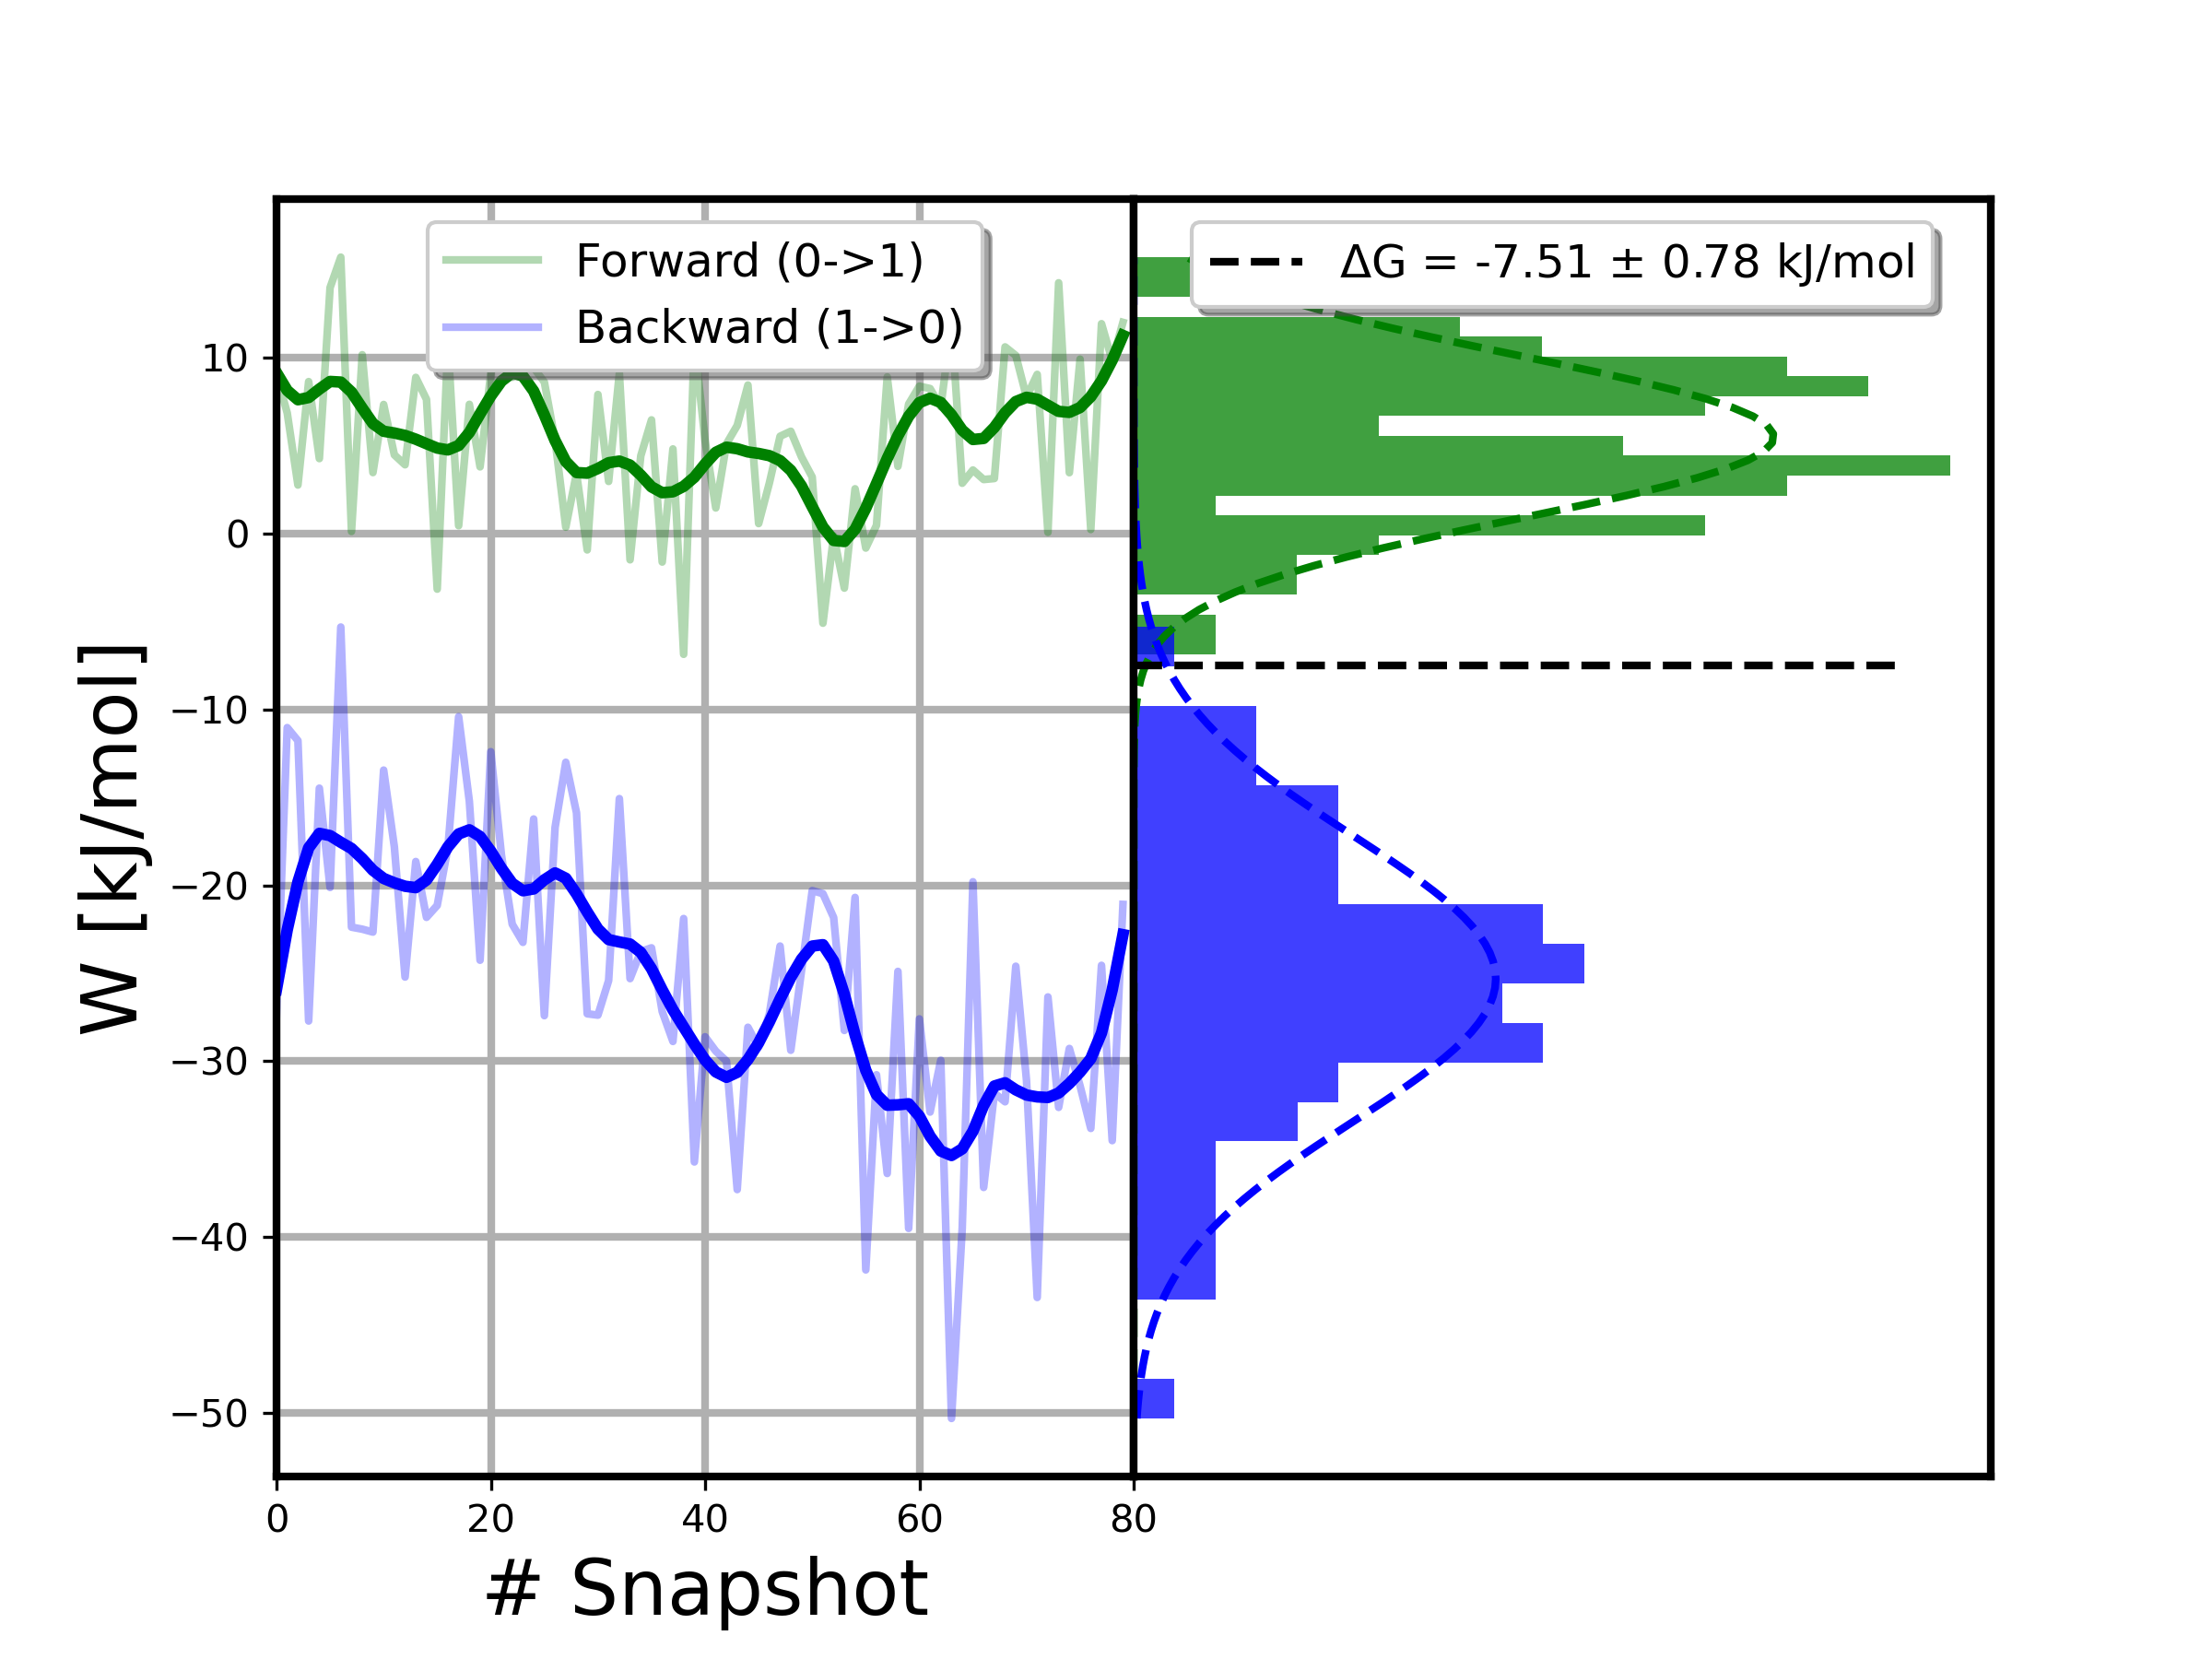 Forward (0->1)
Backward (1->0)
ΔG = -7.51 ± 0.78 kJ/mol
10
0
−10
−20
−30
−40
−50
W [kJ/mol]
0
20
40
60
80
# Snapshot